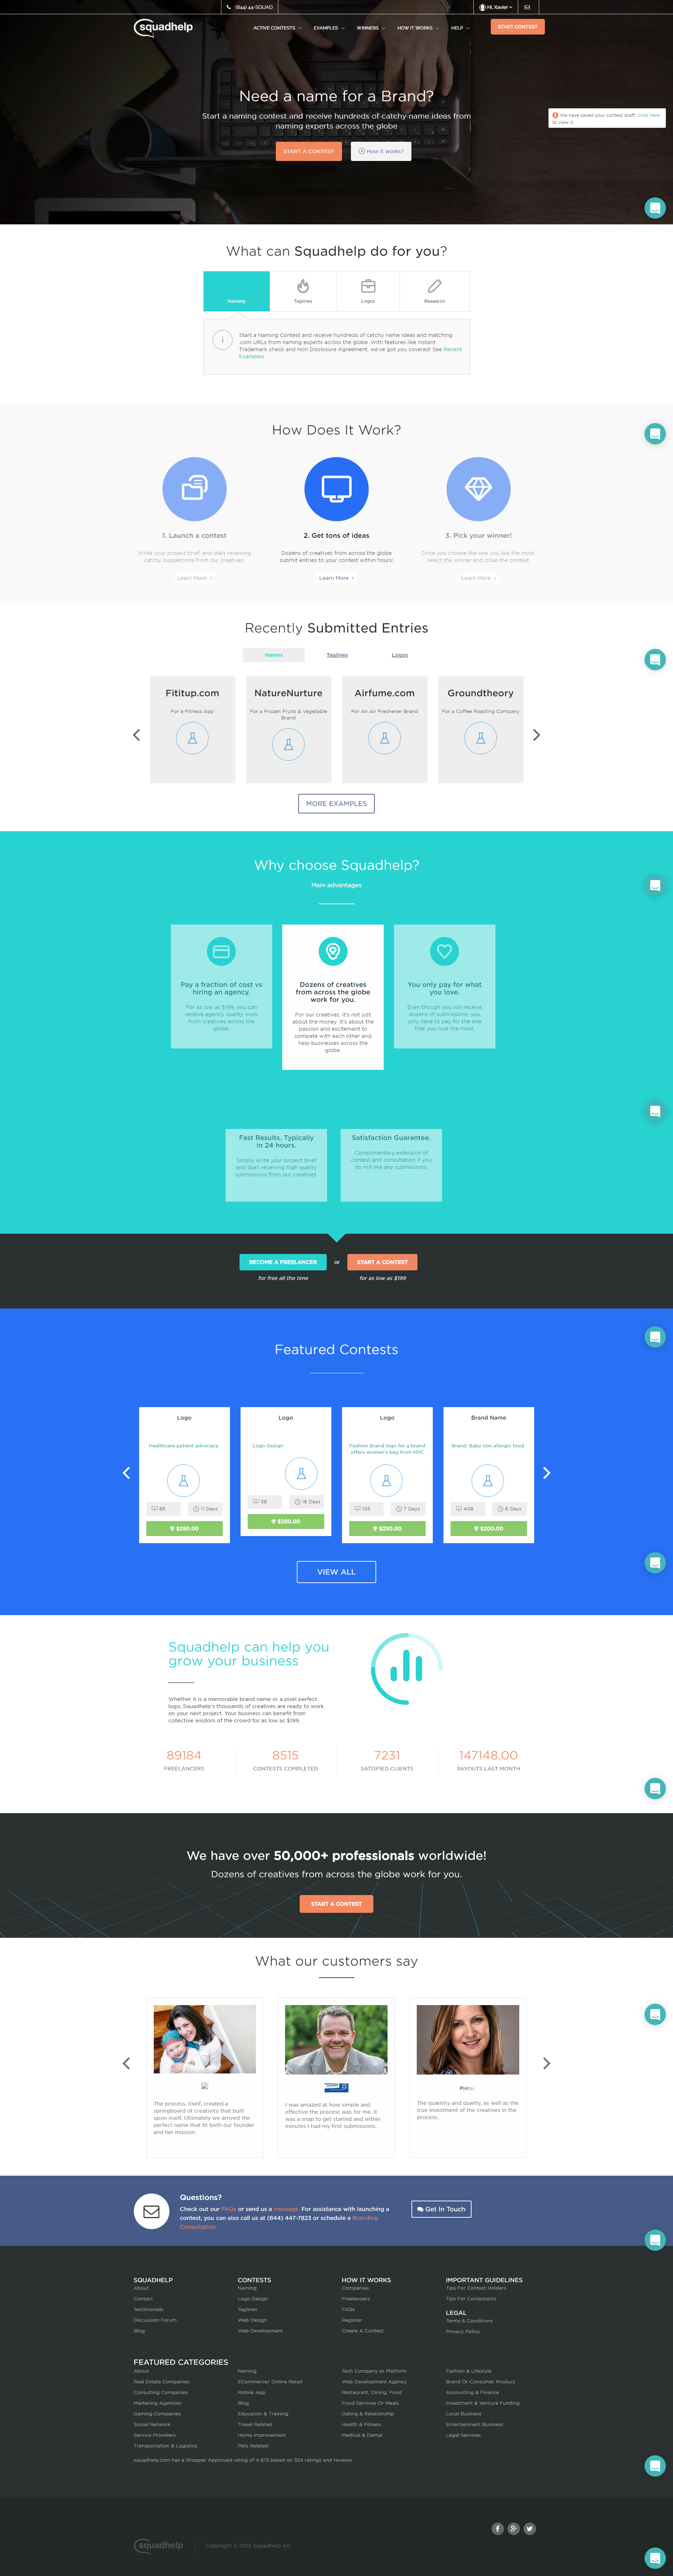 (844) 44-SQUAD
Hi, Xavier
squadhelp
ACTIVE CONTESTS
EXAMPLES
WINNERS
HOW IT WORKS
HELP
START CONTEST
Need a name for a Brand?
Start a naming contest and receive hundreds of catchy name ideas from
naming experts across the globe
START A CONTEST
How it works?
We have saved your contest draft. Click here
to view it.
What can Squadhelp do for you?
Naming
Taglines
Logos
Research
Start a Naming Contest and receive hundreds of catchy name ideas and matching
.com URLs from naming experts across the globe. With features like instant
Trademark check and Non Disclosure Agreement, we've got you covered! See Recent
Examples
How Does It Work?
1. Launch a contest
Write your project brief, and start receiving
catchy suggestions from our creatives.
Learn More >
2. Get tons of ideas
Dozens of creatives from across the globe
submit entries to your contest within hours!
Learn More >
3. Pick your winner!
Once you choose the one you like the most,
select the winner and close the contest.
Learn More >
Recently Submitted Entries
Names
Taglines
Logos
Fititup.com
For a Fitness App
NatureNurture
For a Frozen Fruits & Vegetable
Brand
Airfume.com
For An Air Freshener Brand
Groundtheory
For a Coffee Roasting Company
MORE EXAMPLES
Why choose Squadhelp?
Main advantages
Pay a fraction of cost vs
hiring an agency.
For as low as $199, you can
receive agency quality work
from creatives across the
globe
Dozens of creatives
from across the globe
work for you.
For our creatives, it's not just
about the money. It's about the
passion and excitement to
compete with each other and
help businesses across the
globe.
You only pay for what
you love.
Even though you will receive
dozens of submissions, you
only have to pay for the one
that you love the most.
Fast Results. Typically
in 24 hours.
Simply write your project brief
and start receiving high quality
submissions from our creatives.
Satisfaction Guarantee.
Complimentary extension of
contest and consultation if you
do not like any submissions.
BECOME A FREELANCER
or
START A CONTEST
for free all the time
for as low as $199
Featured Contests
Logo
Healthcare patient advocacy
85
11 Days
$250.00
Logo
Logo Design
38
18 Days
$250.00
Logo
Fashion Brand logo for a brand
offers women's bag from NYC
105
7 Days
$250.00
Brand Name
Brand: Baby non allergic food
408
6 Days
$200.00
VIEW ALL
Squadhelp can help you
grow your business
Whether it is a memorable brand name or a pixel perfect
logo, Squadhelp's thousands of creatives are ready to work
on your next project. Your business can benefit from
collective wisdom of the crowd for as low as $199.
89184
FREELANCERS
8515
CONTESTS COMPLETED
7231
SATISFIED CLIENTS
147148.00
PAYOUTS LAST MONTH
We have over 50,000+ professionals worldwide!
Dozens of creatives from across the globe work for you.
START A CONTEST
What our customers say
The process, itself, created a
springboard of creativity that built
upon itself. Ultimately we arrived the
perfect name that fit both our founder
and her mission.
I was amazed at how simple and
effective the process was for me. It
was a snap to get started and within
minutes I had my first submissions.
The quantity and quality, as well as the
true investment of the creatives in the
process.
Questions?
Check out our FAQs or send us a message. For assistance with launching a
contest, you can also call us at (844) 447-7823 or schedule a Branding
Consultation
Get In Touch
SQUADHELP
About
Contact
Testimonials
Discussion Forum
Blog
CONTESTS
Naming
Logo Design
Taglines
Web Design
Web Development
HOW IT WORKS
Companies
Freelancers
FAQs
Register
Create A Contest
IMPORTANT GUIDELINES
Tips For Contest Holders
Tips For Contestants
LEGAL
Terms & Conditions
Privacy Policy
FEATURED CATEGORIES
About
Real Estate Companies
Consulting Companies
Marketing Agencies
Gaming Companies
Social Network
Service Providers
Transportation & Logistics
Naming
ECommerce/ Online Retail
Mobile App
Blog
Education & Training
Travel Related
Home Improvement
Pets Related
Tech Company or Platform
Web Development Agency
Restaurant, Dining, Food
Food Services Or Meals
Dating & Relationship
Health & Fitness
Medical & Dental
Fashion & Lifestyle
Brand Or Consumer Product
Accounting & Finance
Investment & Venture Funding
Local Business
Entertainment Business
Legal Services
squadhelp.com has a Shopper Approved rating of 4.8/5 based on 524 ratings and reviews
squadhelp
Copyright © 2016 Squadhelp Inc